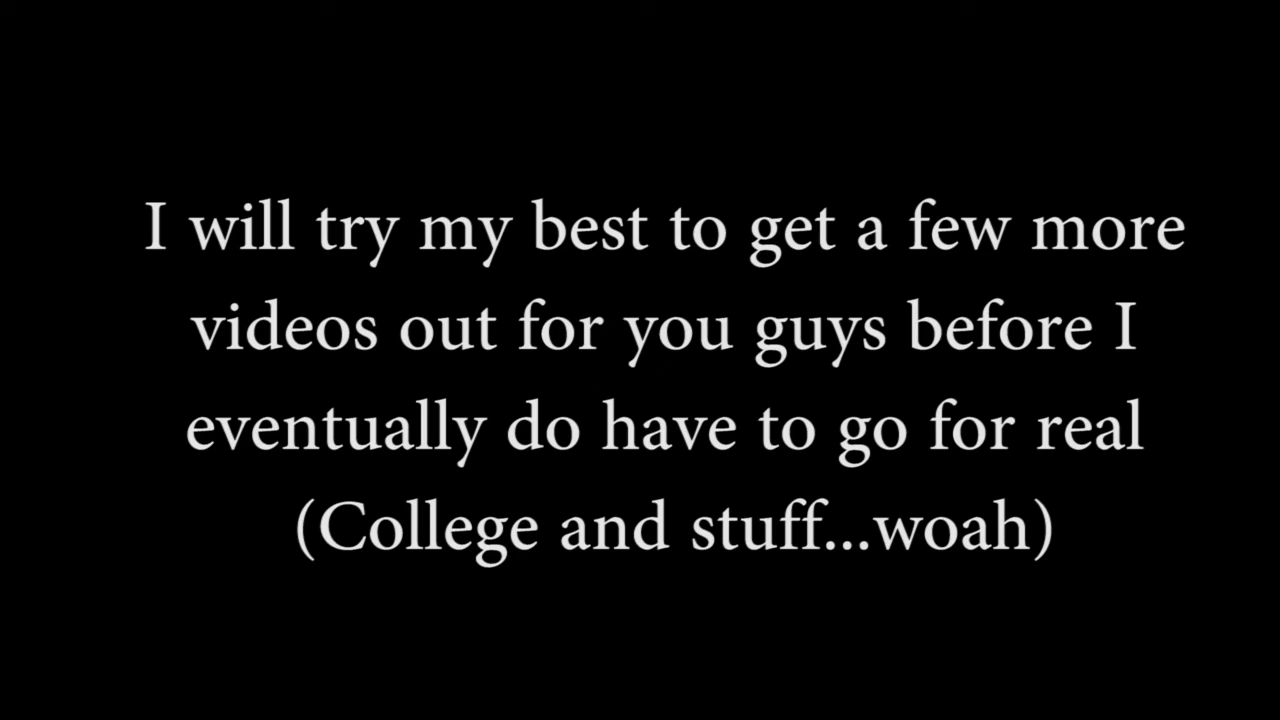 I will try my best to get a few more
videos out for you guys before I
eventually do have to go for real
(College and stuff...woah)